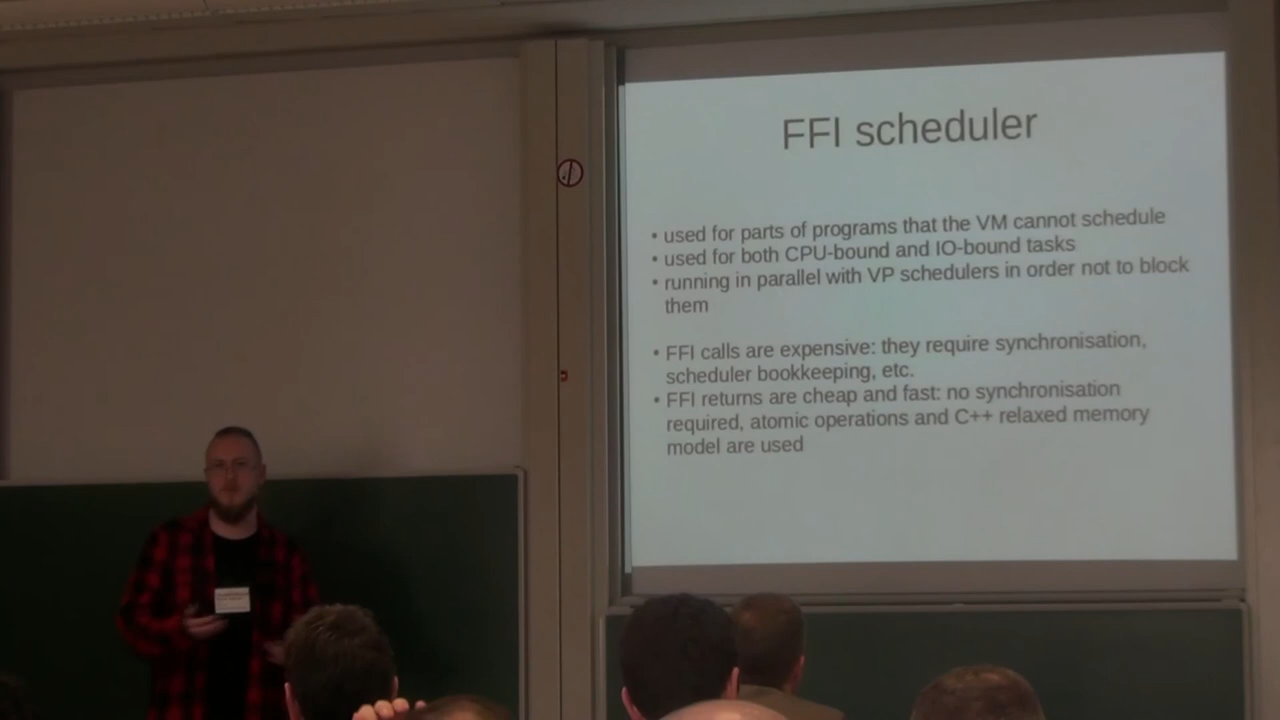 FFI scheduler
• used for parts of programs that the VM cannot schedule
• used for both CPU-bound and IO-bound tasks
• running in parallel with VP schedulers in order not to block
them
• FFI calls are expensive: they require synchronisation,
scheduler bookkeeping, etc.
• FFI returns are cheap and fast: no synchronisation
required, atomic operations and C++ relaxed memory
model are used